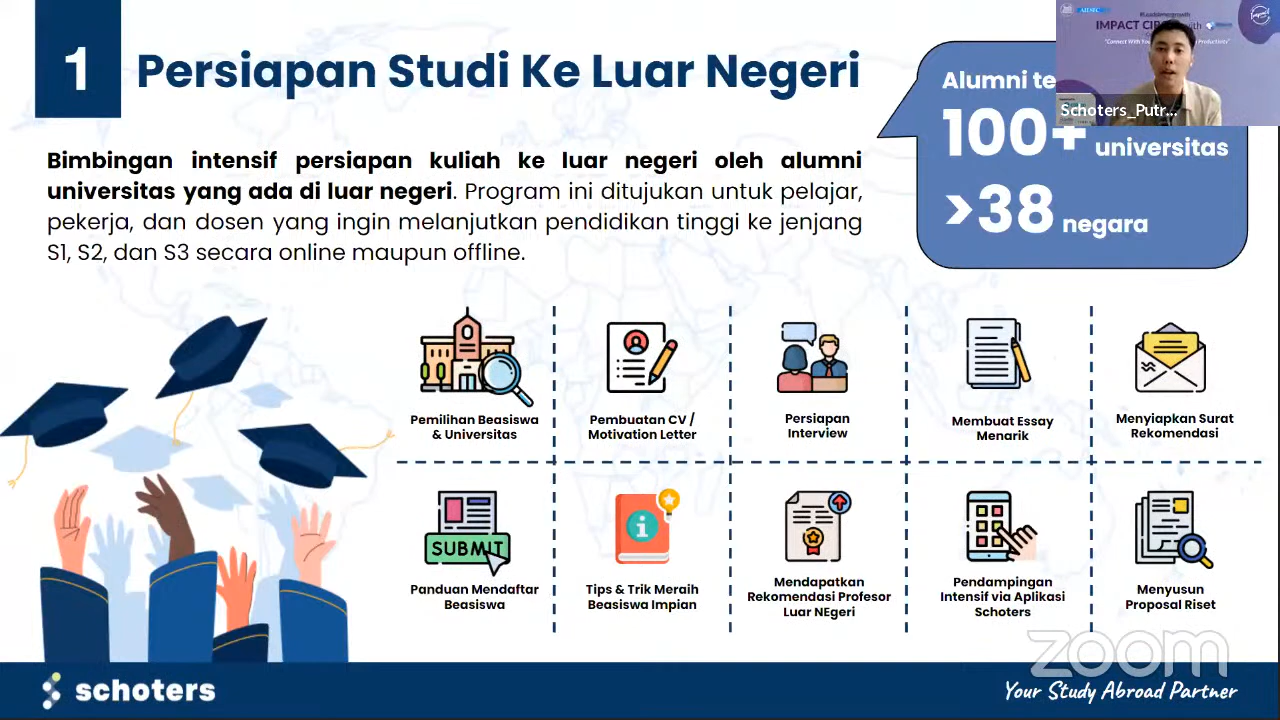 1
Persiapan Studi Ke Luar Negeri
Bimbingan intensif persiapan kuliah ke luar negeri oleh alumni
universitas yang ada di luar negeri. Program ini ditujukan untuk pelajar,
pekerja, dan dosen yang ingin melanjutkan pendidikan tinggi ke jenjang
S1, S2, dan S3 secara online maupun offline.
Alumni te
100+ universitas
>38 negara
AIESEC
IMPACT CIR
Schoters_Putr...
Pemilihan Beasiswa
& Universitas
Pembuatan CV /
Motivation Letter
Persiapan
Interview
Membuat Essay
Menarik
Menyiapkan Surat
Rekomendasi
SUBMIT
Panduan Mendaftar
Beasiswa
Tips & Trik Meraih
Beasiswa Impian
Mendapatkan
Rekomendasi Profesor
Luar NEgeri
Pendampingan
Intensif via Aplikasi
Schoters
Menyusun
Proposal Riset
zoom
schoters
Your Study Abroad Partner